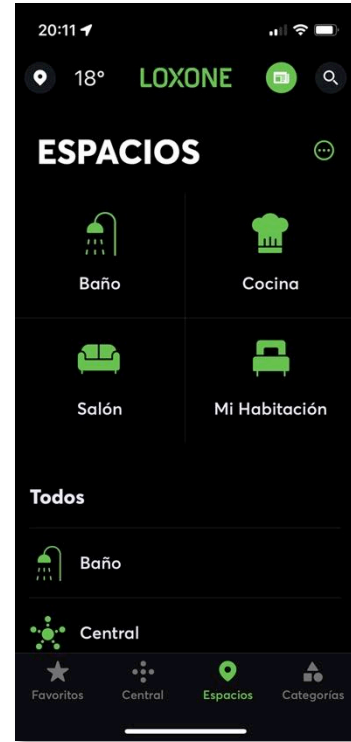 20:11
18° LOXONE
ESPACIOS
Baño Cocina
Salón Mi Habitación
Todos
Baño
Central
Favoritos Central Espacios Categorías